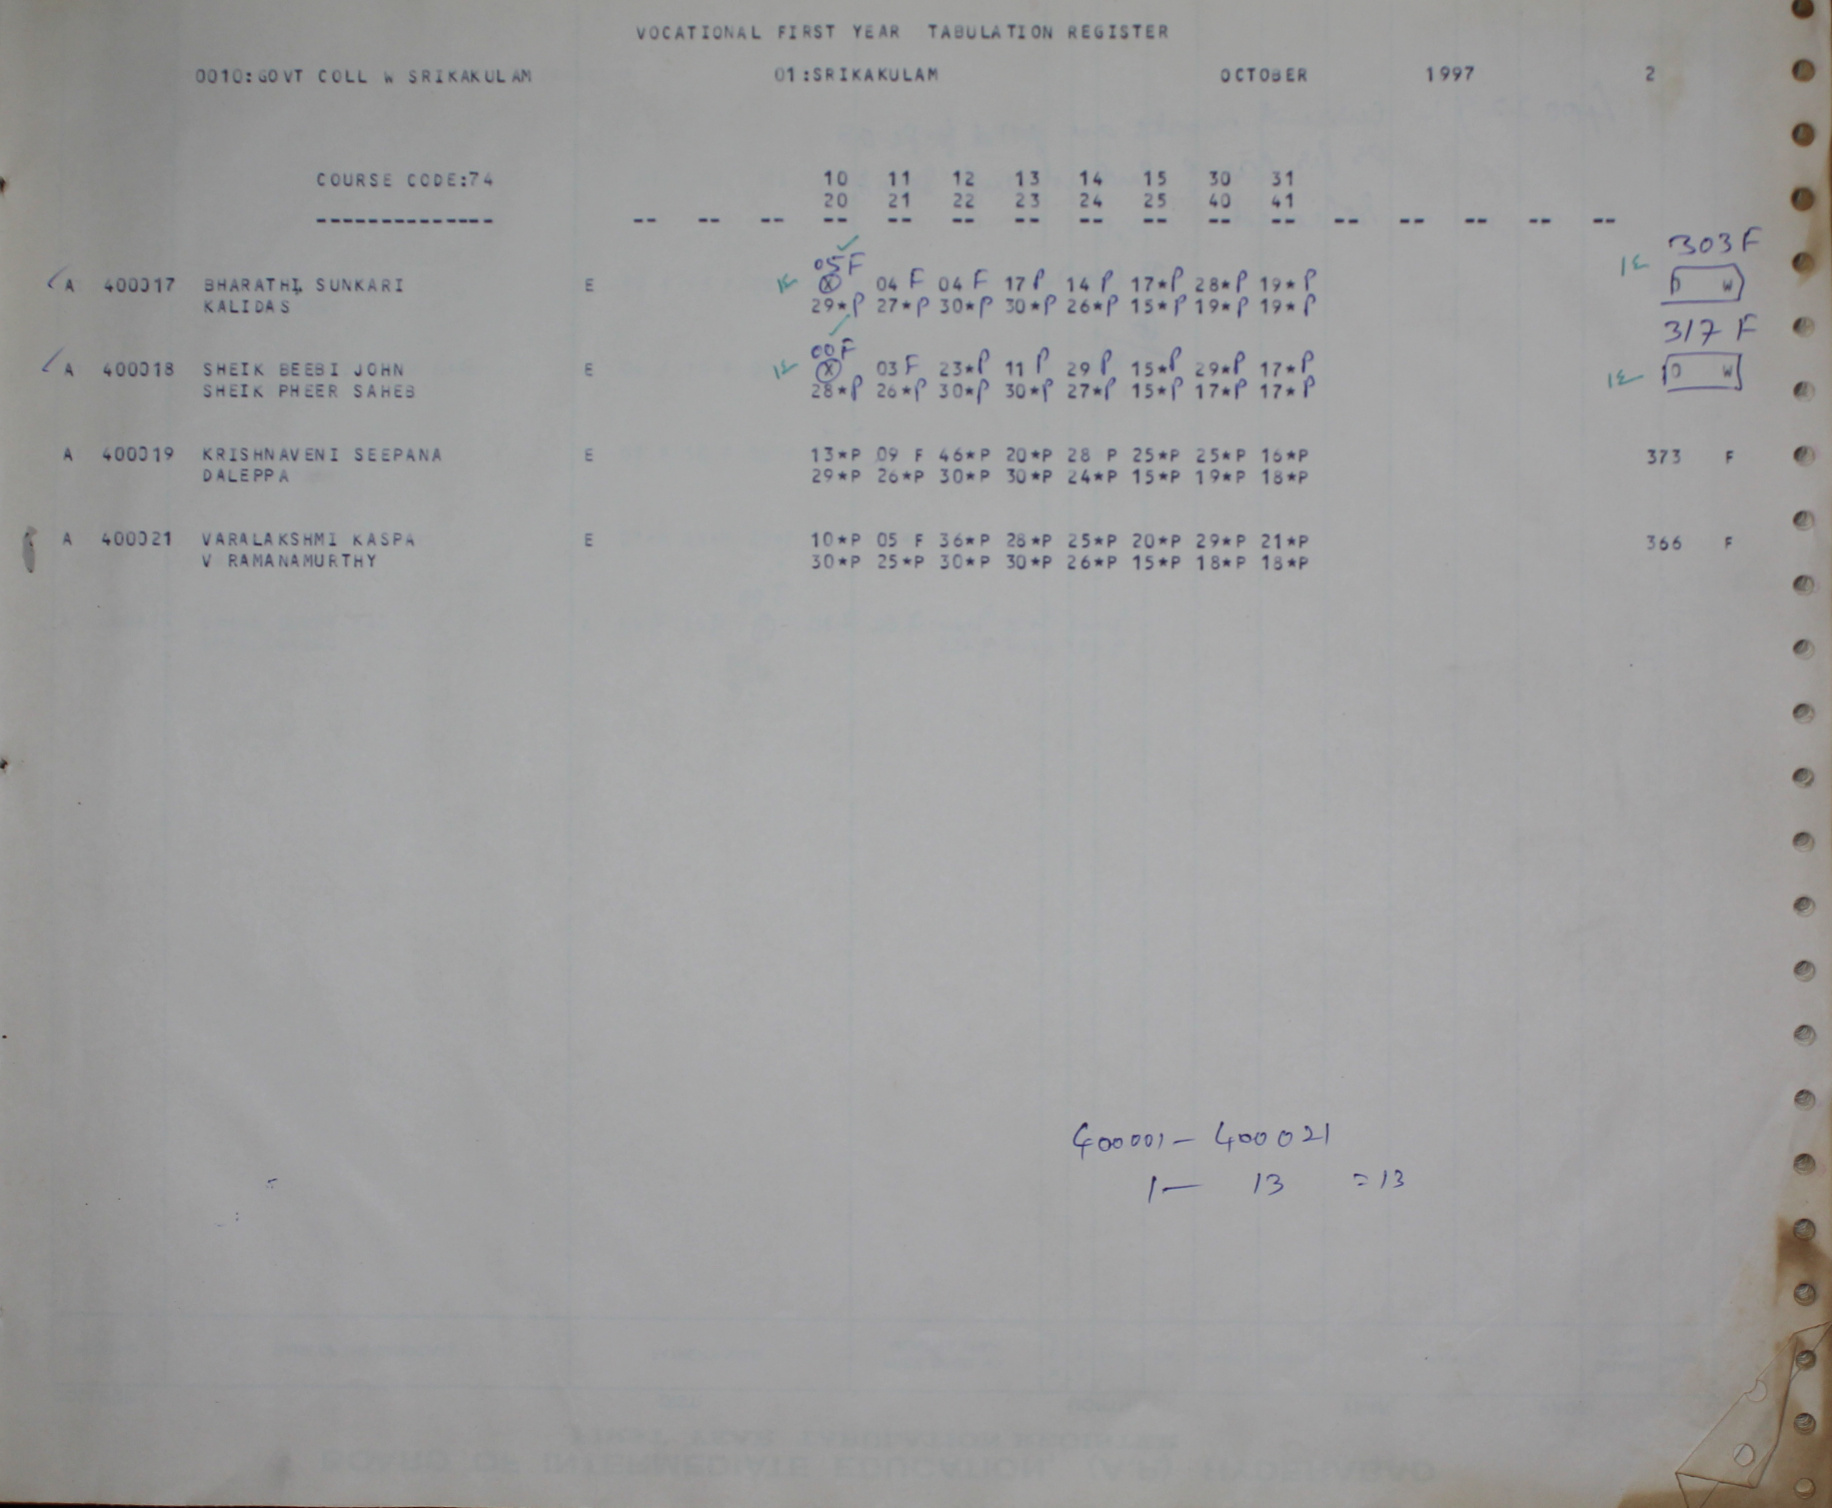 VOCATIONAL FIRST YEAR TABULATION REGISTER
0010:GOVT COLL W SRIKAKULAM 01:SRIKAKULAM OCTOBER 1997 2
COURSE CODE:74 10 11 12 13 14 15 30 31
20 21 22 23 24 25 40 41
-------------- -- -- -- -- -- -- -- -- -- -- -- -- -- -- -- --
05F 303F
A 400017 BHARATHI SUNKARI E X 04 F 04 F 17 P 14 P 17*P 28*P 19*P D W
KALIDAS 29*P 27*P 30*P 30*P 26*P 15*P 19*P 19*P
00F 317 F
A 400018 SHEIK BEEBI JOHN E X 03 F 23*P 11 P 29 P 15*P 29*P 17*P D W
SHEIK PHEER SAHEB 28*P 26*P 30*P 30*P 27*P 15*P 17*P 17*P
A 400019 KRISHNAVENI SEEPANA E 13*P 09 F 46*P 20*P 28 P 25*P 25*P 16*P 373 F
DALEPPA 29*P 26*P 30*P 30*P 24*P 15*P 19*P 18*P
A 400021 VARALAKSHMI KASPA E 10*P 05 F 36*P 28*P 25*P 20*P 29*P 21*P 366 F
V RAMANAMURTHY 30*P 25*P 30*P 30*P 26*P 15*P 18*P 18*P
400001 - 400021
1 - 13 = 13